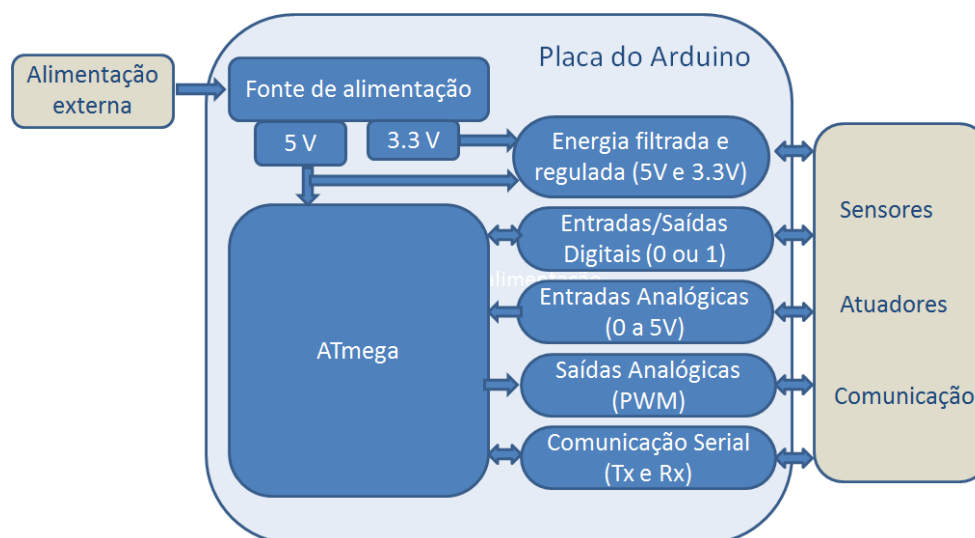 Placa do Arduino
Alimentação
externa
Fonte de alimentação
5 V
3.3 V
Energia filtrada e
regulada (5V e 3.3V)
Entradas/Saídas
Digitais (0 ou 1)
alimentação
Entradas Analógicas
(0 a 5V)
ATmega
Saídas Analógicas
(PWM)
Comunicação Serial
(Tx e Rx)
Sensores
Atuadores
Comunicação